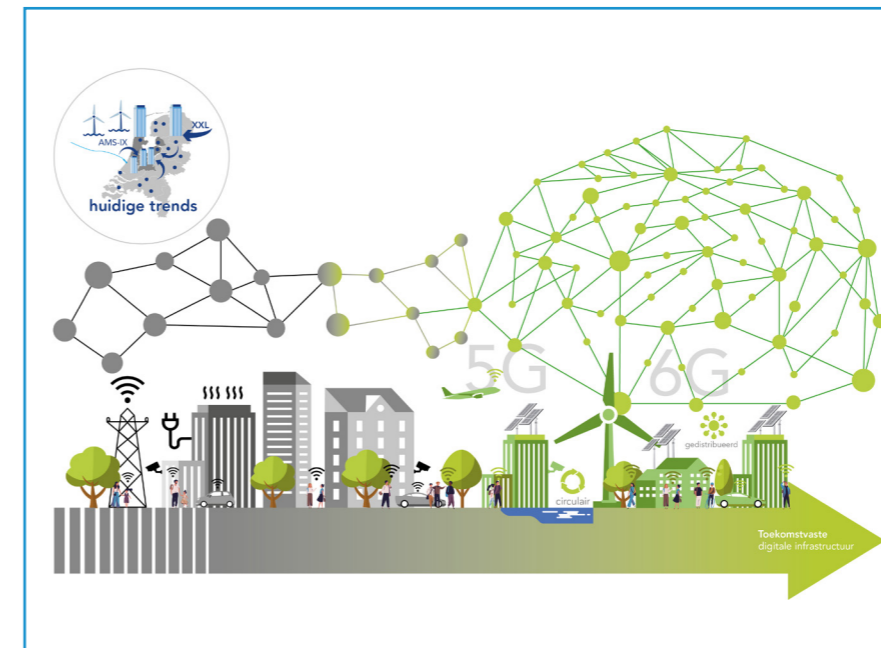 XXL
AMS-IX
huidige trends
5G
6G
gedistribueerd
circulair
Toekomstvaste
digitale infrastructuur